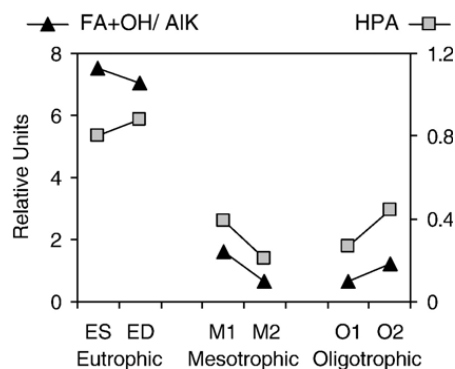 FA+OH/ AlK HPA
8 1.2
6
0.8
4
0.4
2
0 0
Relative Units
ES ED M1 M2 O1 O2
Eutrophic Mesotrophic Oligotrophic